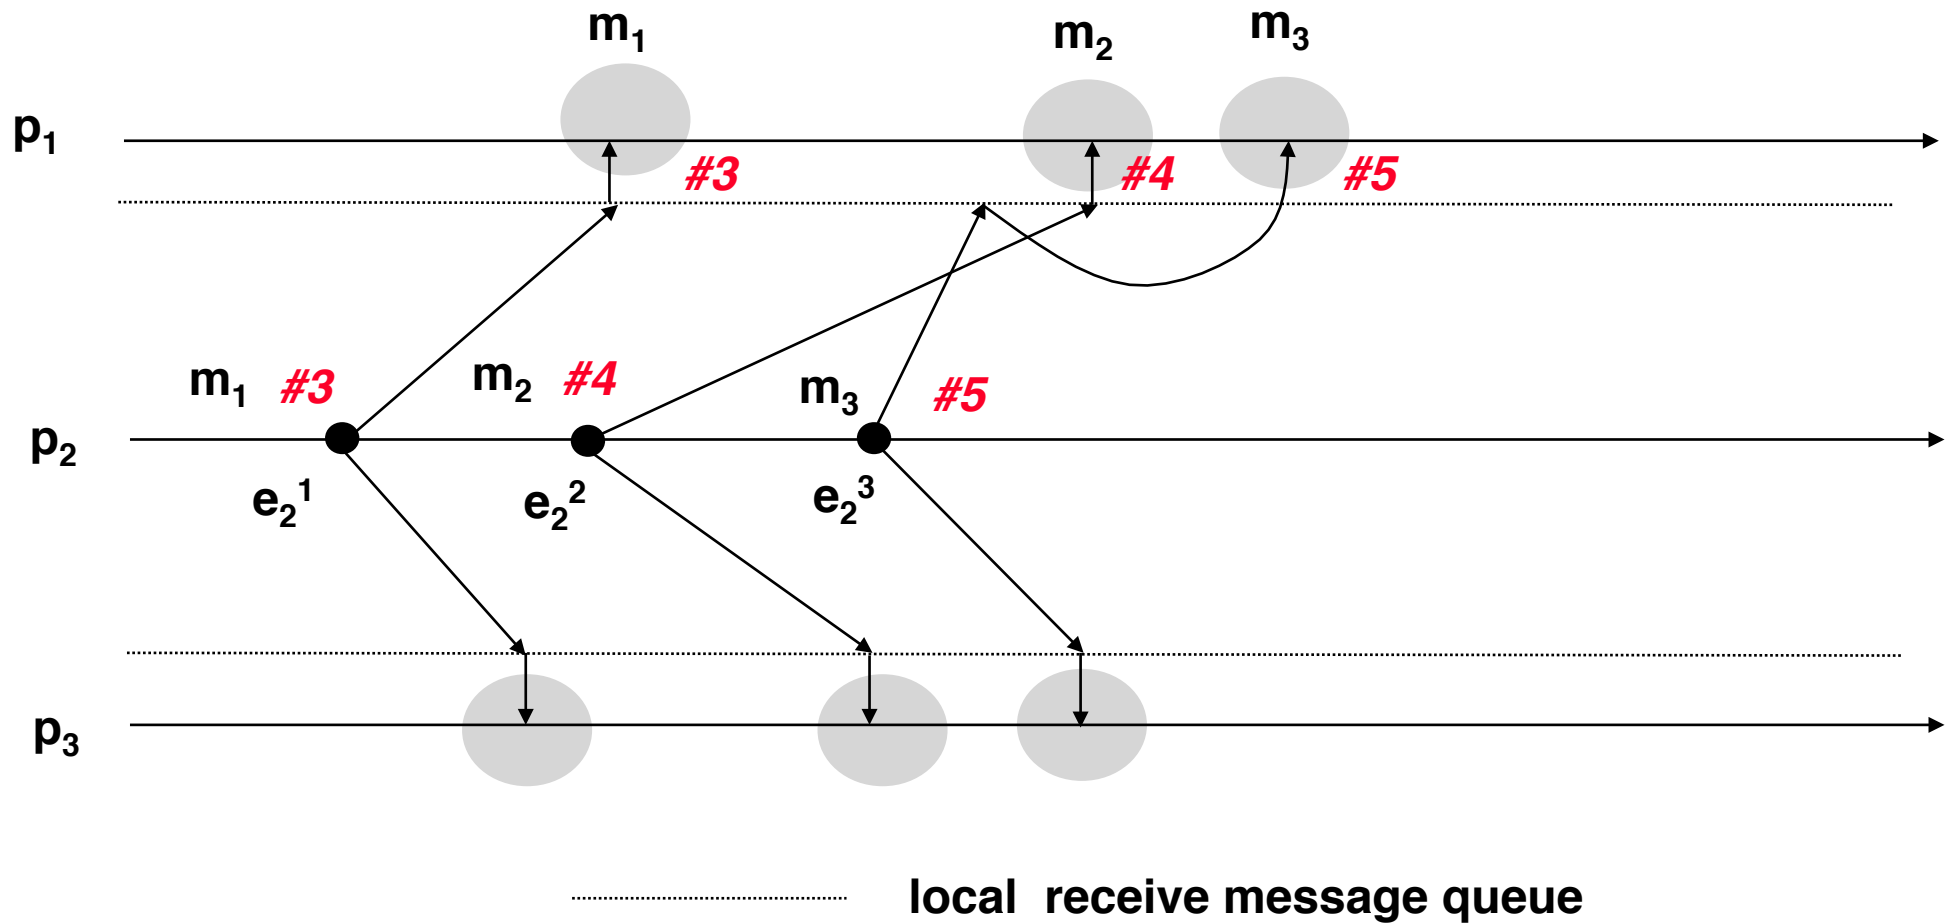 m₁ m₂ m₃
p₁
#3 #4 #5
m₁ #3 m₂ #4 m₃ #5
p₂
e₂¹ e₂² e₂³
p₃
local receive message queue